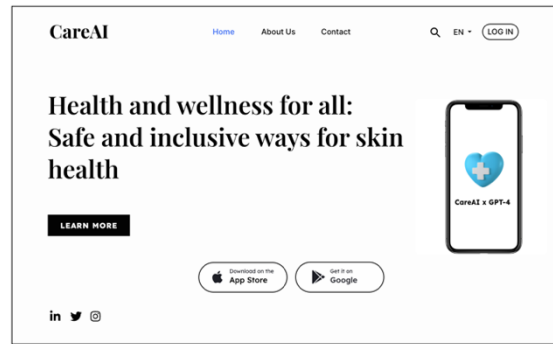 CareAI
Home About Us Contact
EN
LOG IN
Health and wellness for all:
Safe and inclusive ways for skin
health
CareAI x GPT-4
LEARN MORE
Download on the
App Store
Get it on
Google
in